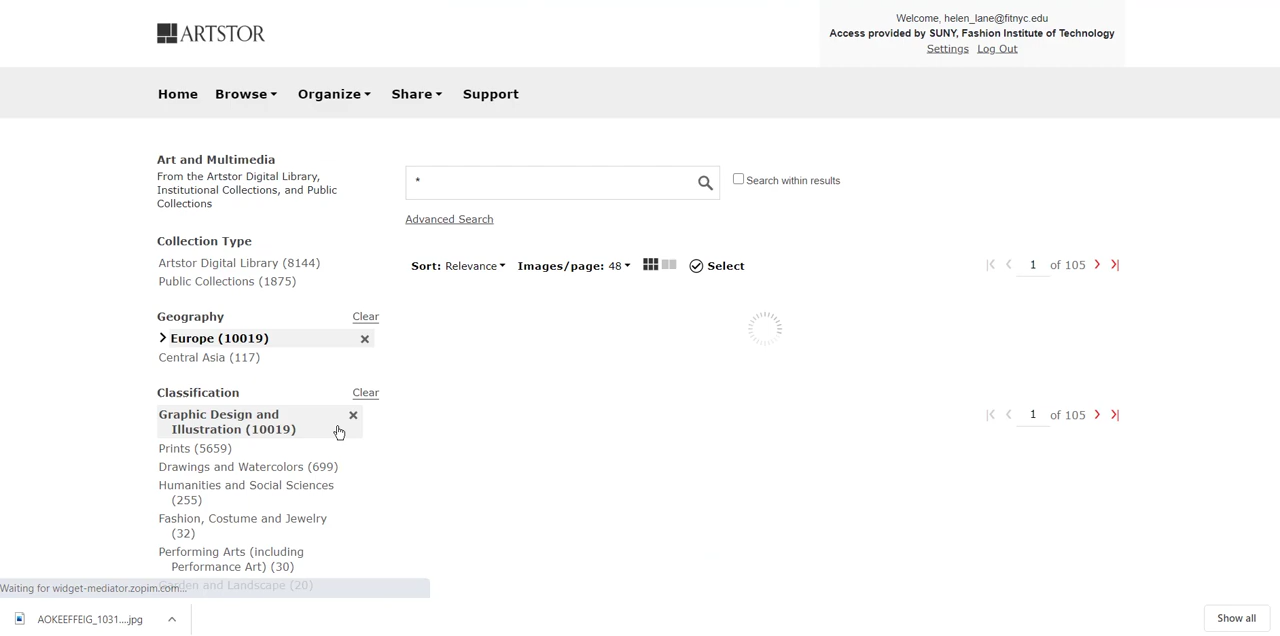 ARTSTOR
Welcome, helen_lane@fitnyc.edu
Access provided by SUNY, Fashion Institute of Technology
Settings Log Out
Home Browse Organize Share Support
Art and Multimedia
From the Artstor Digital Library,
Institutional Collections, and Public
Collections
* Search within results
Advanced Search
Collection Type
Artstor Digital Library (8144)
Public Collections (1875)
Sort: Relevance Images/page: 48 Select
1 of 105
Geography Clear
Europe (10019)
Central Asia (117)
Classification Clear
Graphic Design and
Illustration (10019)
Prints (5659)
Drawings and Watercolors (699)
Humanities and Social Sciences
(255)
Fashion, Costume and Jewelry
(32)
Performing Arts (including
Performance Art) (30)
Garden and Landscape (20)
1 of 105
Waiting for widget-mediator.zopim.com...
AOKEEFFEIG_1031....jpg
Show all